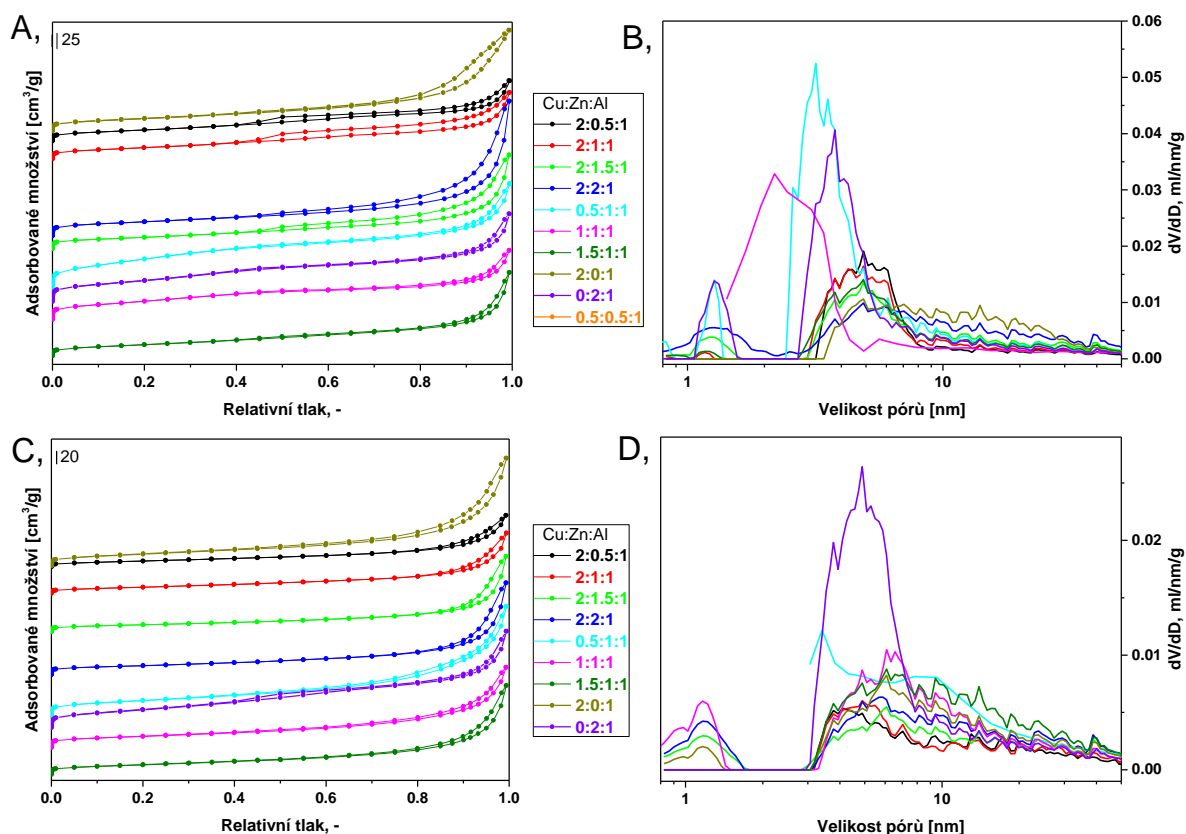 A,
25
Adsorbované množství [cm³/g]
0.0 0.2 0.4 0.6 0.8 1.0
Relativní tlak, -
Cu:Zn:Al
2:0.5:1
2:1:1
2:1.5:1
2:2:1
0.5:1:1
1:1:1
1.5:1:1
2:0:1
0:2:1
0.5:0.5:1
B,
0.06
0.05
0.04
0.03
0.02
0.01
0.00
dV/dD, ml/nm/g
1 10
Velikost pórù [nm]
C,
20
Adsorbované množství [cm³/g]
0.0 0.2 0.4 0.6 0.8 1.0
Relativní tlak, -
Cu:Zn:Al
2:0.5:1
2:1:1
2:1.5:1
2:2:1
0.5:1:1
1:1:1
1.5:1:1
2:0:1
0:2:1
D,
0.02
0.01
0.00
dV/dD, ml/nm/g
1 10
Velikost pórù [nm]